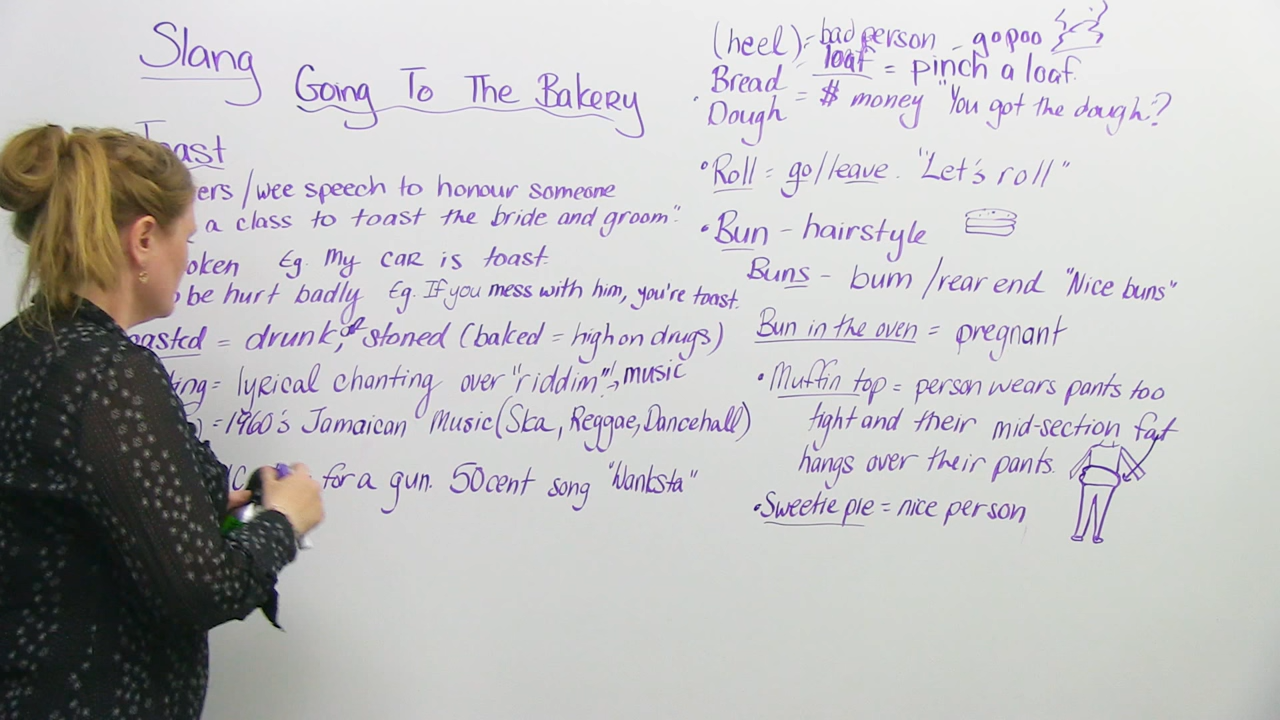 Slang
Going To The Bakery
Toast
ers/wee speech to honour someone
a class to toast the bride and groom"
oken Eg. My car is toast.
be hurt badly Eg. If you mess with him, you're toast.
asted = drunk, or stoned (baked = high on drugs)
ting = lyrical chanting over "riddim" music
= 1960's Jamaican Music (Ska, Reggae, Dancehall)
for a gun. 50cent song "Wanksta"
(heel) = bad person - go poo
Bread loaf = pinch a loaf.
Dough = $ money "You got the dough?
• Roll = go/leave. "Let's roll"
• Bun - hairstyle
Buns - bum/rear end "Nice buns"
Bun in the oven = pregnant
• Muffin top = person wears pants too
tight and their mid-section fat
hangs over their pants.
• Sweetie pie = nice person